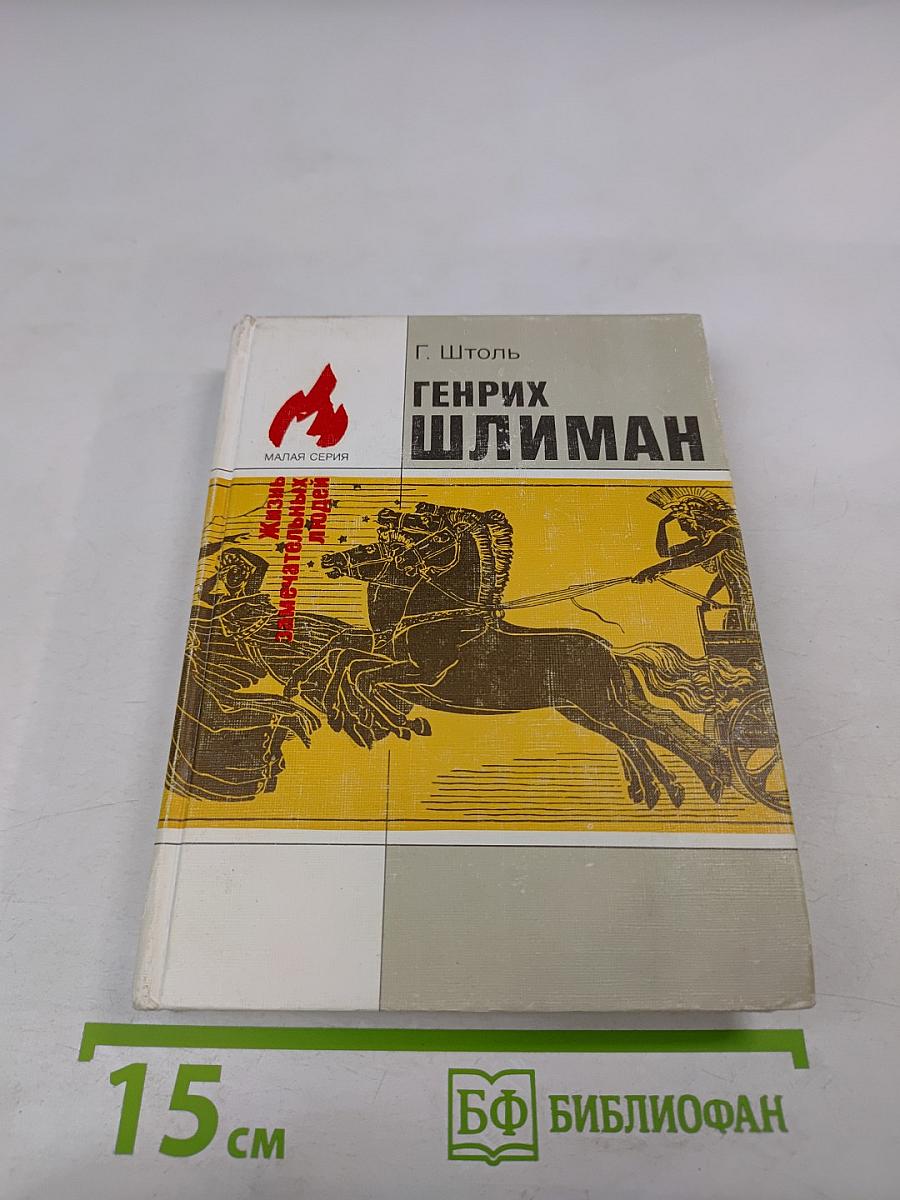 Г. Штоль
ГЕНРИХ
ШЛИМАН
МАЛАЯ СЕРИЯ
Жизнь
замечательных
людей
15 см
БФ БИБЛИОФАН